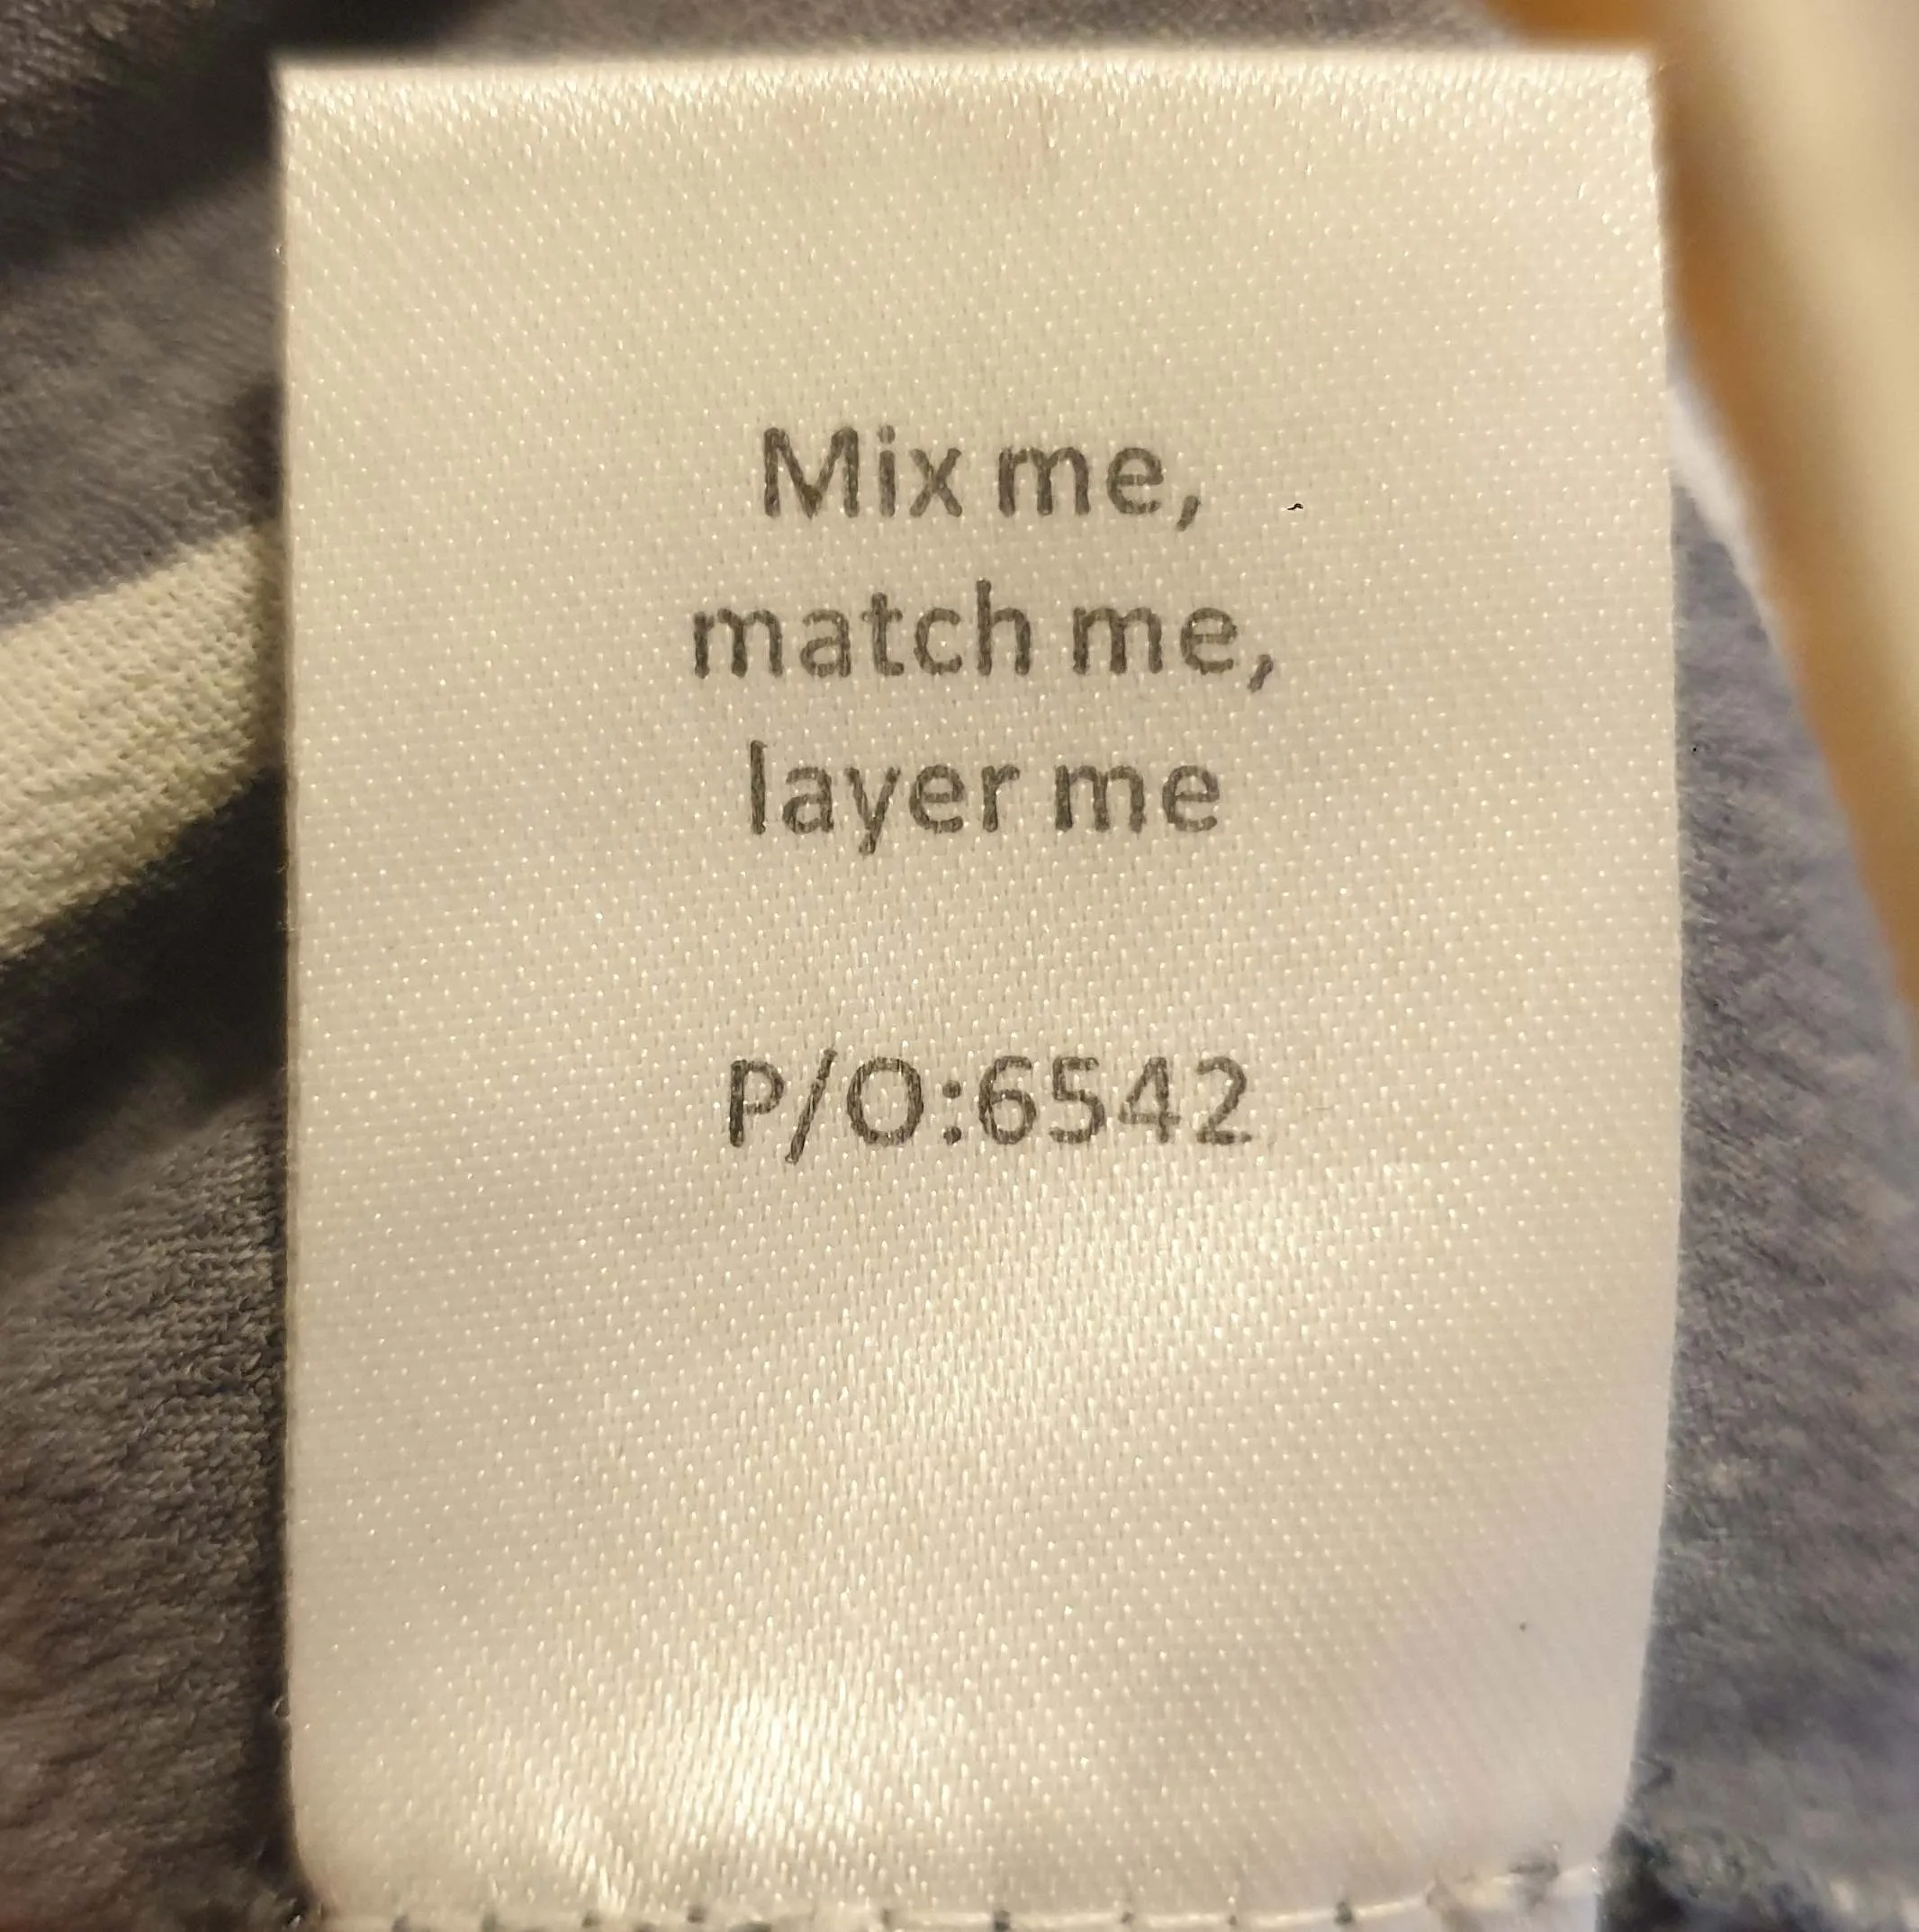 Mix me,
match me,
layer me
P/O:6542